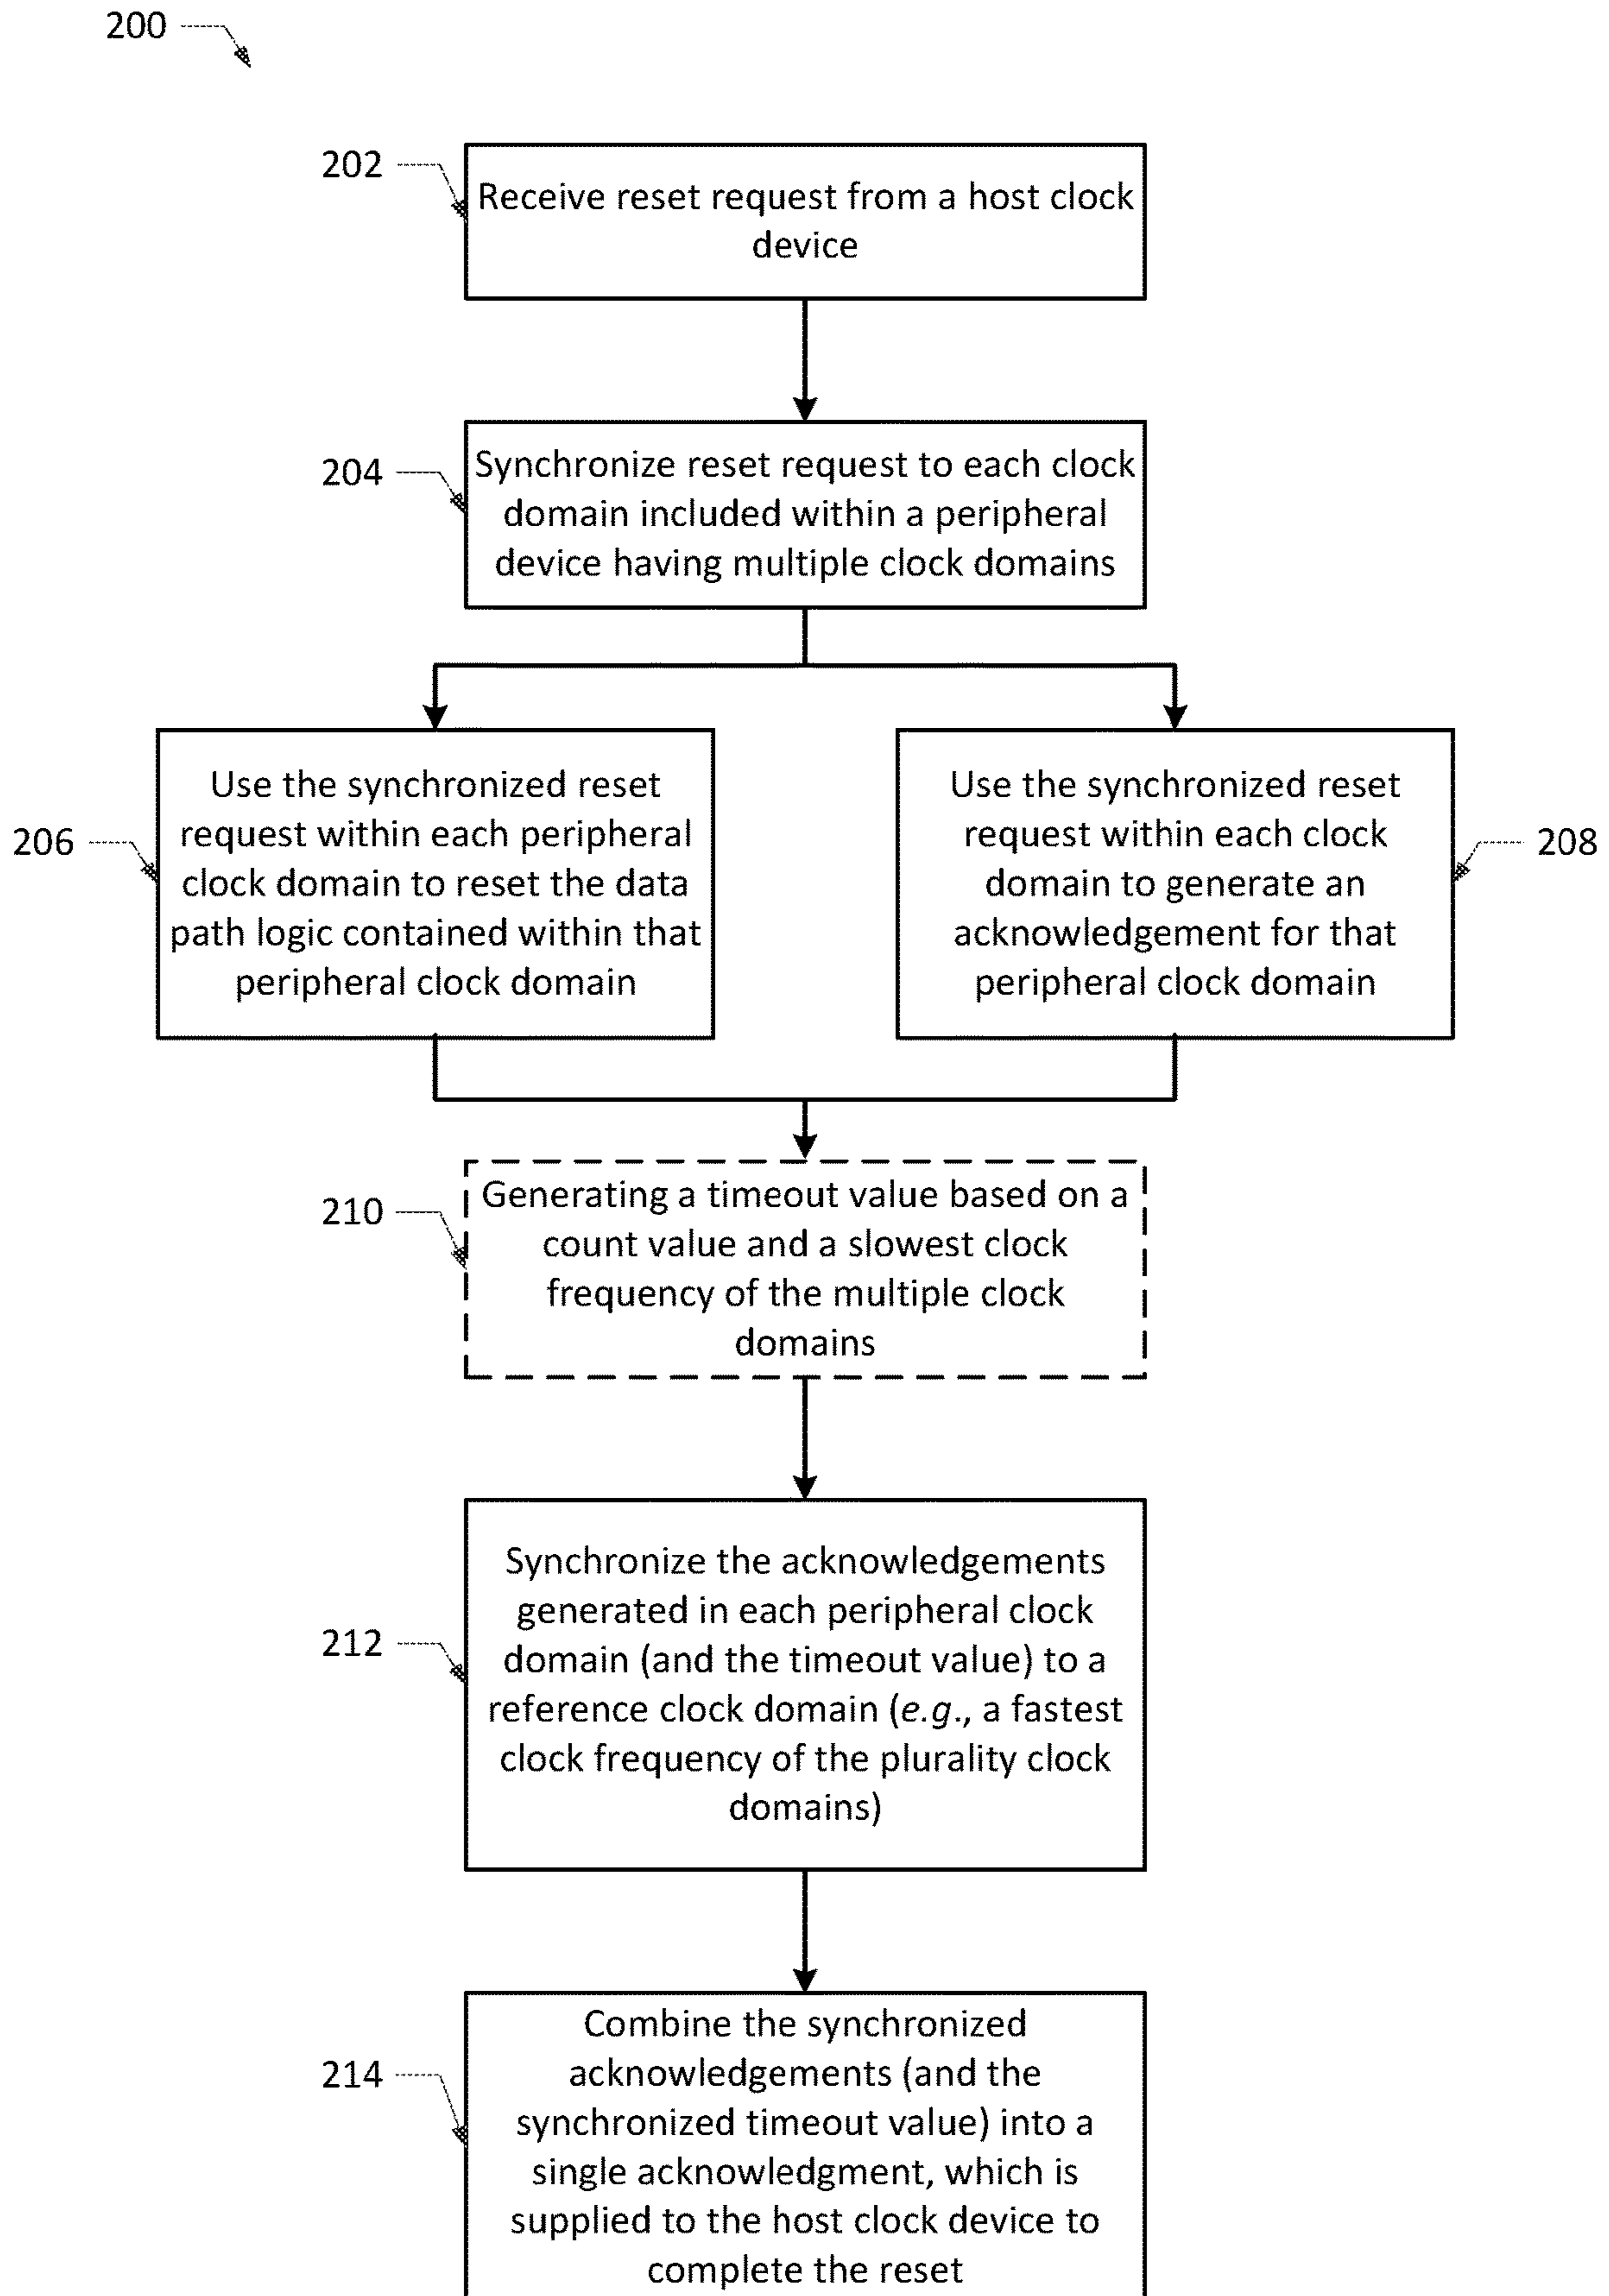 200
202
Receive reset request from a host clock
device
204
Synchronize reset request to each clock
domain included within a peripheral
device having multiple clock domains
206
Use the synchronized reset
request within each peripheral
clock domain to reset the data
path logic contained within that
peripheral clock domain
Use the synchronized reset
request within each clock
domain to generate an
acknowledgement for that
peripheral clock domain
208
210
Generating a timeout value based on a
count value and a slowest clock
frequency of the multiple clock
domains
212
Synchronize the acknowledgements
generated in each peripheral clock
domain (and the timeout value) to a
reference clock domain (e.g., a fastest
clock frequency of the plurality clock
domains)
214
Combine the synchronized
acknowledgements (and the
synchronized timeout value) into a
single acknowledgment, which is
supplied to the host clock device to
complete the reset